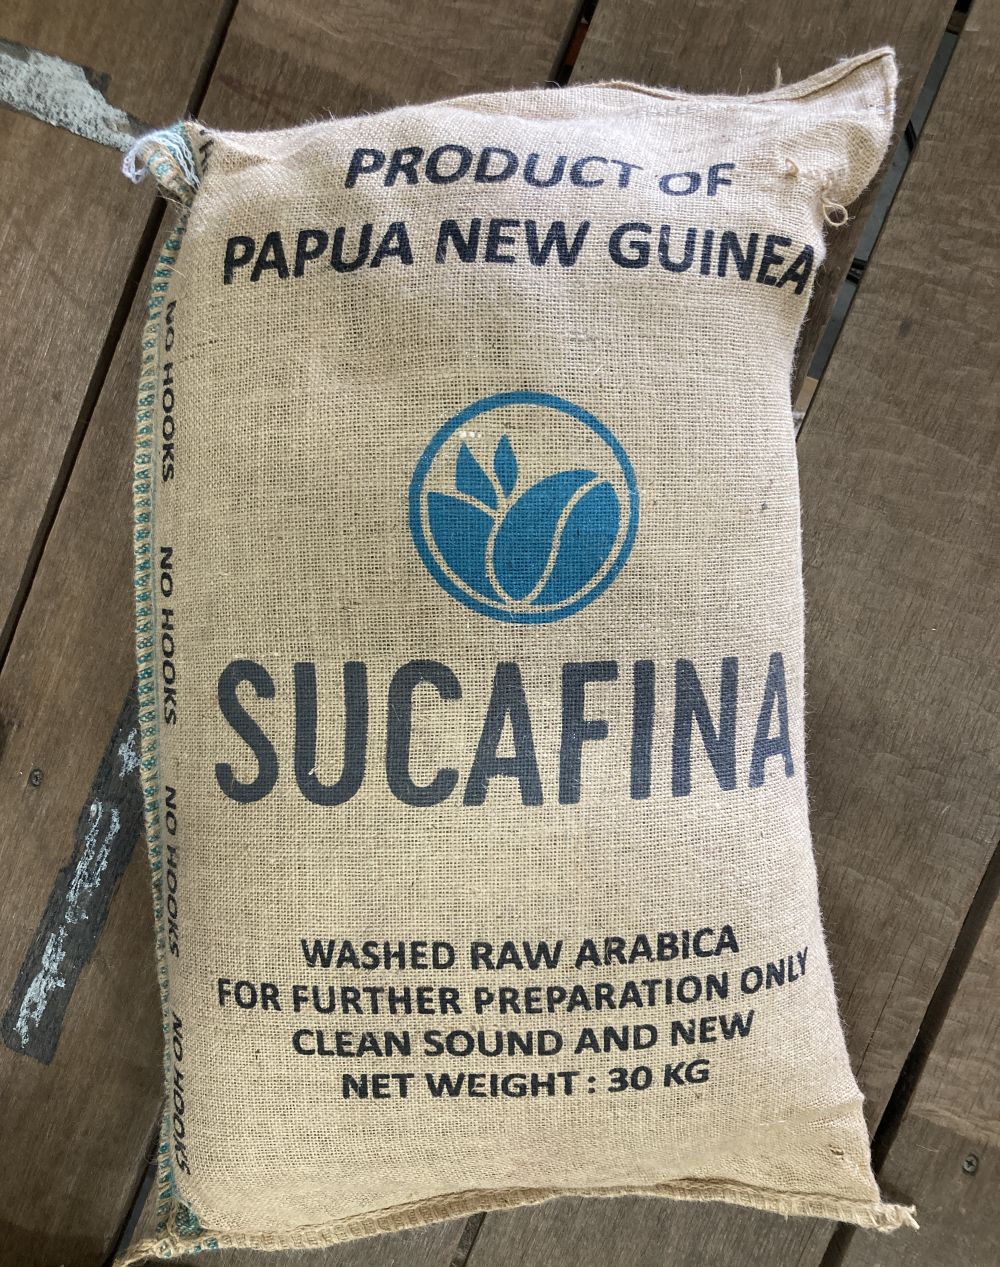 PRODUCT OF
PAPUA NEW GUINEA
SUCAFINA
WASHED RAW ARABICA
FOR FURTHER PREPARATION ONLY
CLEAN SOUND AND NEW
NET WEIGHT : 30 KG
NO HOOKS
NO HOOKS
NO HOOKS
NO HOOKS